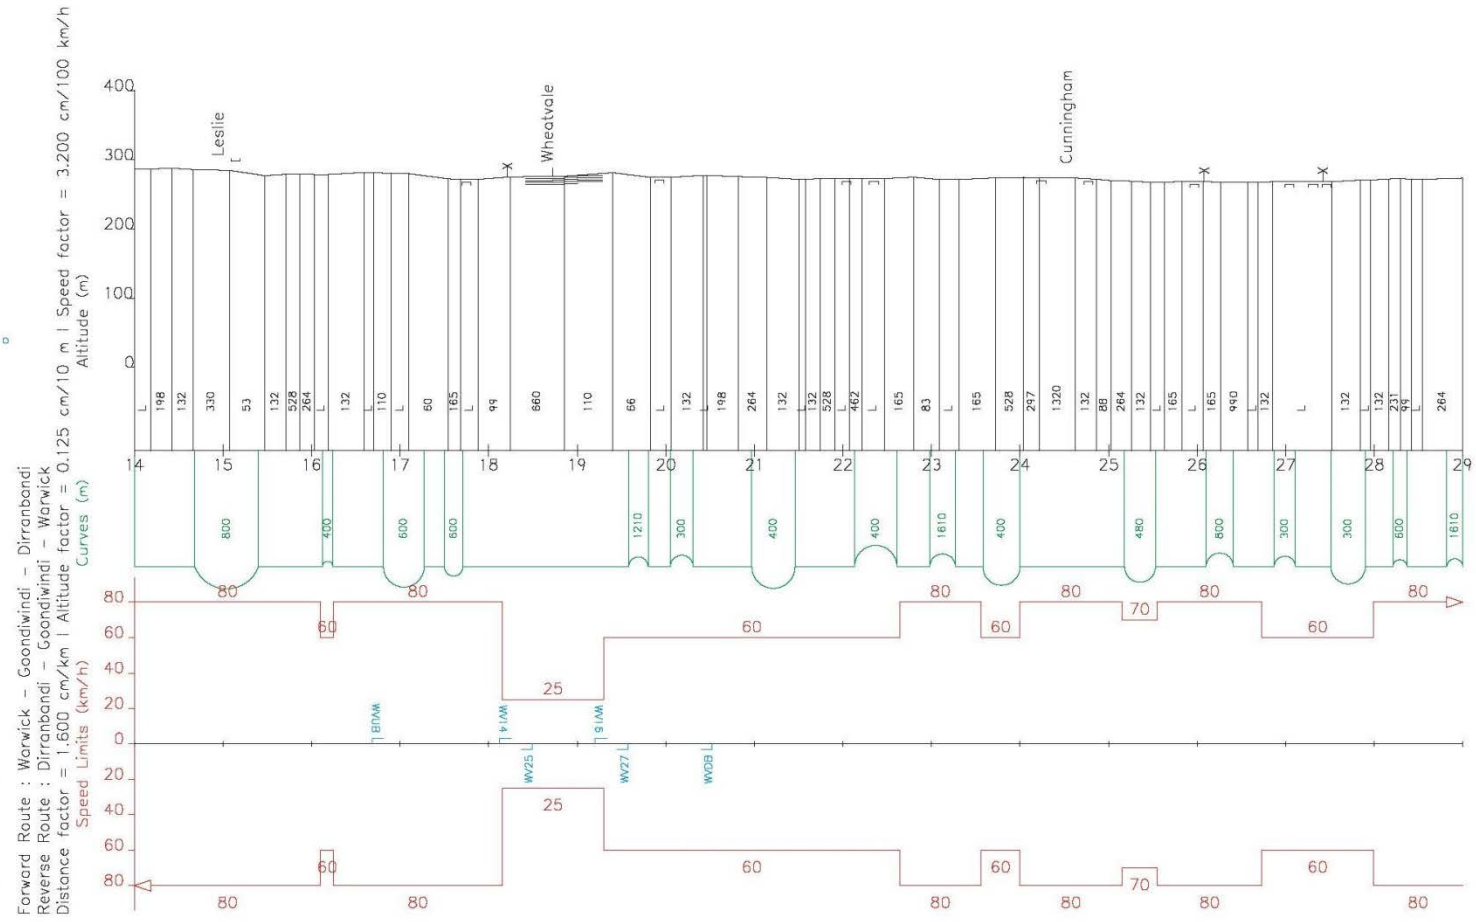 Forward Route : Warwick - Goondiwindi - Dirranbandi
Reverse Route : Dirranbandi - Goondiwindi - Warwick
Distance factor = 1.600 cm/km | Altitude factor = 0.125 cm/10 m | Speed factor = 3.200 cm/100 km/h
Altitude (m)
400
300
200
100
0
Leslie
Wheatvale
Cunningham
X X X
L 198 132 330 53 132 528 264 L 132 L 110 L 60 165 L 99 660 110 66 L 132 L 198 264 132 L 132 528 L 462 L 165 83 L 165 528 297 1320 132 88 264 132 L 165 L 165 990 L 132 L 132 L 132 231 99 L 264
14 15 16 17 18 19 20 21 22 23 24 25 26 27 28 29
Curves (m)
800 400 600 600 1210 300 400 400 1610 400 480 800 300 300 600 1610
Speed Limits (km/h)
80
60
40
20
0
20
40
60
80
80 60 80 25 60 80 60 80 70 80 60 80
WVUB WV14 WV15
WV25 WV27 WVDB
80 60 80 25 60 80 60 80 70 80 60 80